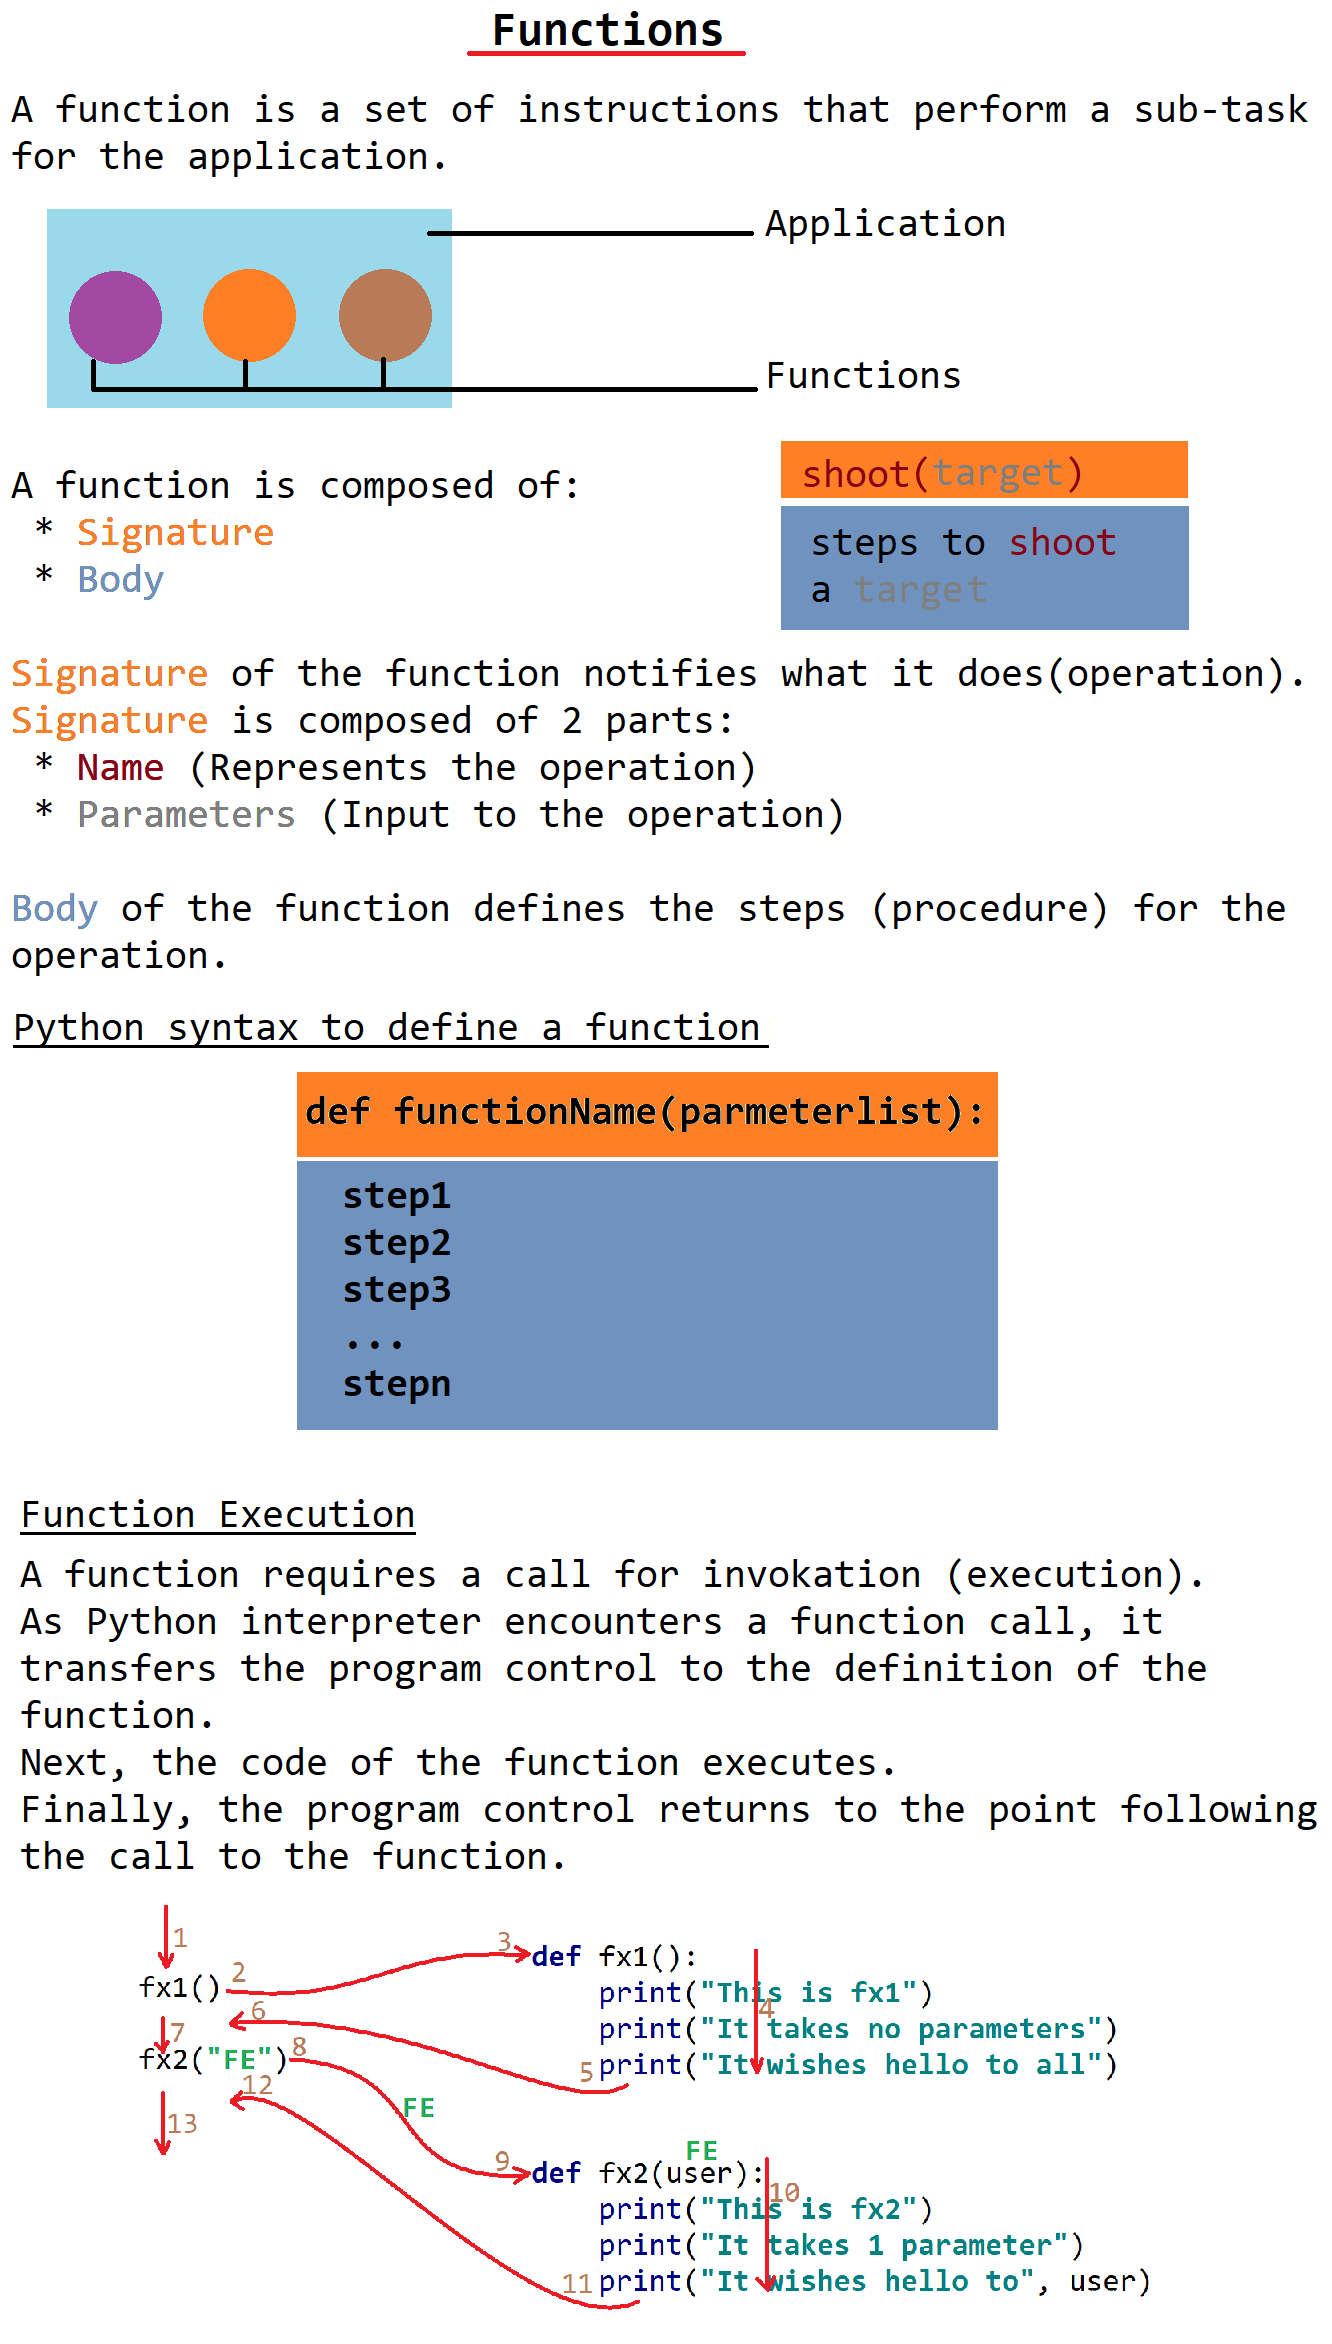 Functions
A function is a set of instructions that perform a sub-task
for the application.
Application
Functions
A function is composed of:
* Signature
* Body
shoot(target)
steps to shoot
a target
Signature of the function notifies what it does(operation).
Signature is composed of 2 parts:
* Name (Represents the operation)
* Parameters (Input to the operation)
Body of the function defines the steps (procedure) for the
operation.
Python syntax to define a function
def functionName(parmeterlist):
step1
step2
step3
...
stepn
Function Execution
A function requires a call for invokation (execution).
As Python interpreter encounters a function call, it
transfers the program control to the definition of the
function.
Next, the code of the function executes.
Finally, the program control returns to the point following
the call to the function.
1
fx1()
2
6
7
fx2("FE")
8
12
13
FE
3
def fx1():
print("This is fx1")
4
print("It takes no parameters")
5
print("It wishes hello to all")
FE
9
def fx2(user):
10
print("This is fx2")
print("It takes 1 parameter")
11
print("It wishes hello to", user)